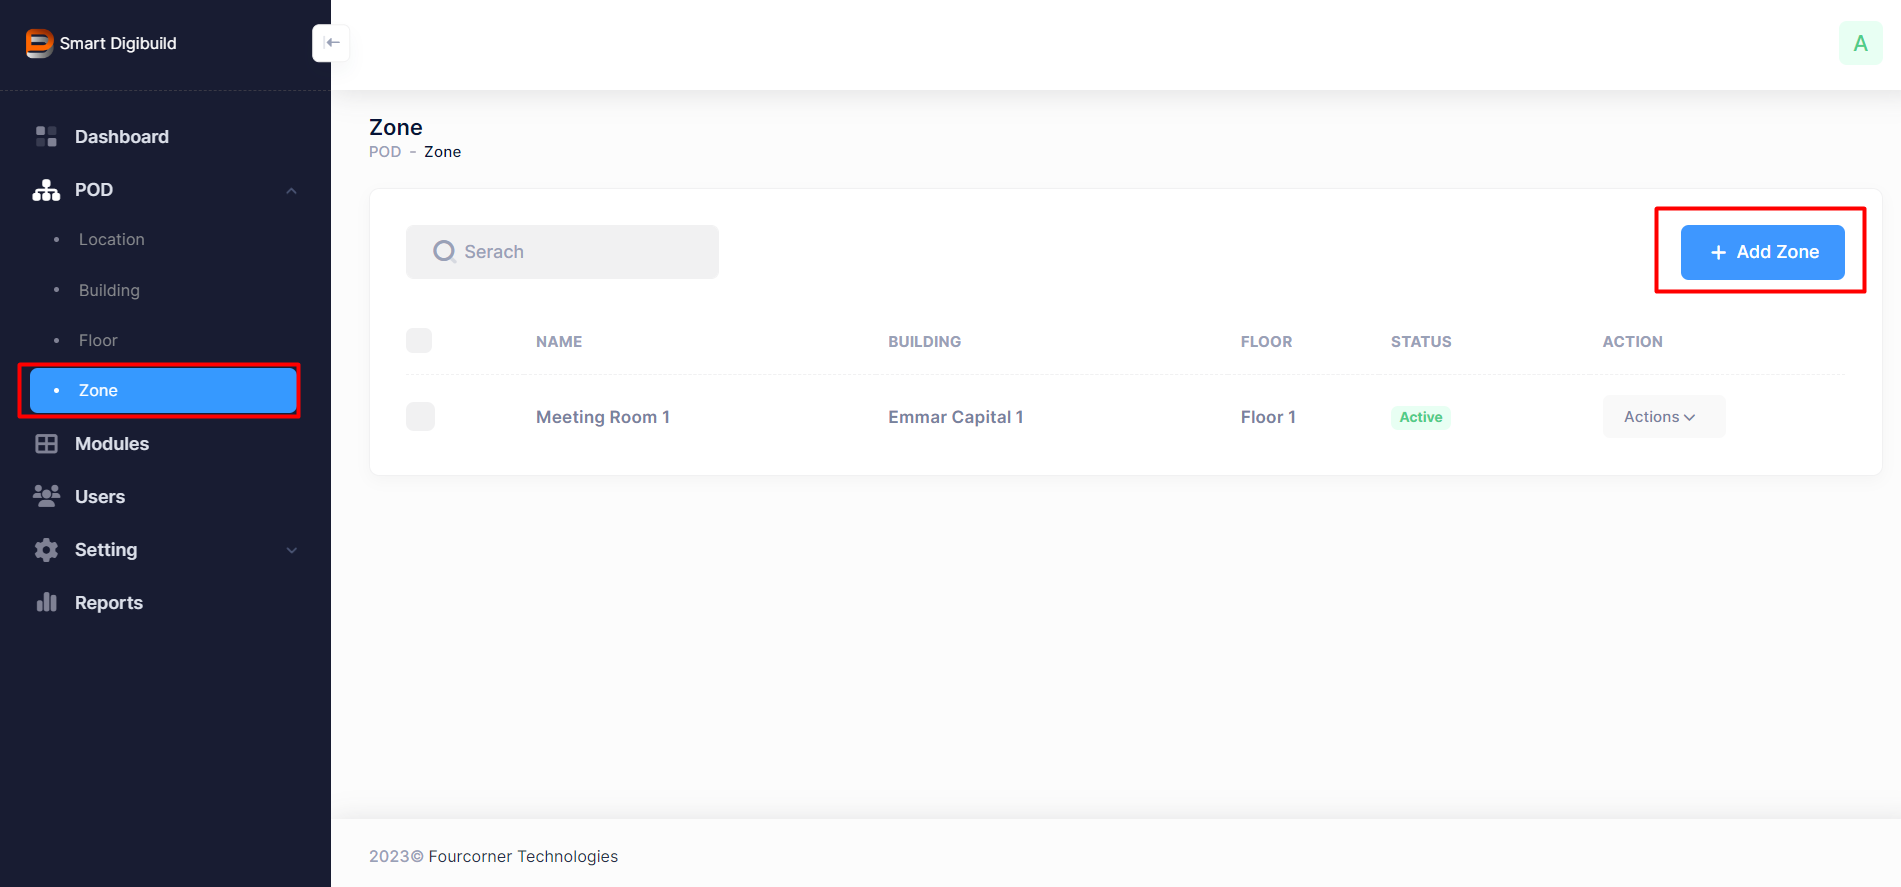 Smart Digibuild
A
Dashboard
POD
Location
Building
Floor
Zone
Modules
Users
Setting
Reports
Zone
POD - Zone
Serach
+ Add Zone
NAME BUILDING FLOOR STATUS ACTION
Meeting Room 1 Emmar Capital 1 Floor 1 Active Actions
2023© Fourcorner Technologies